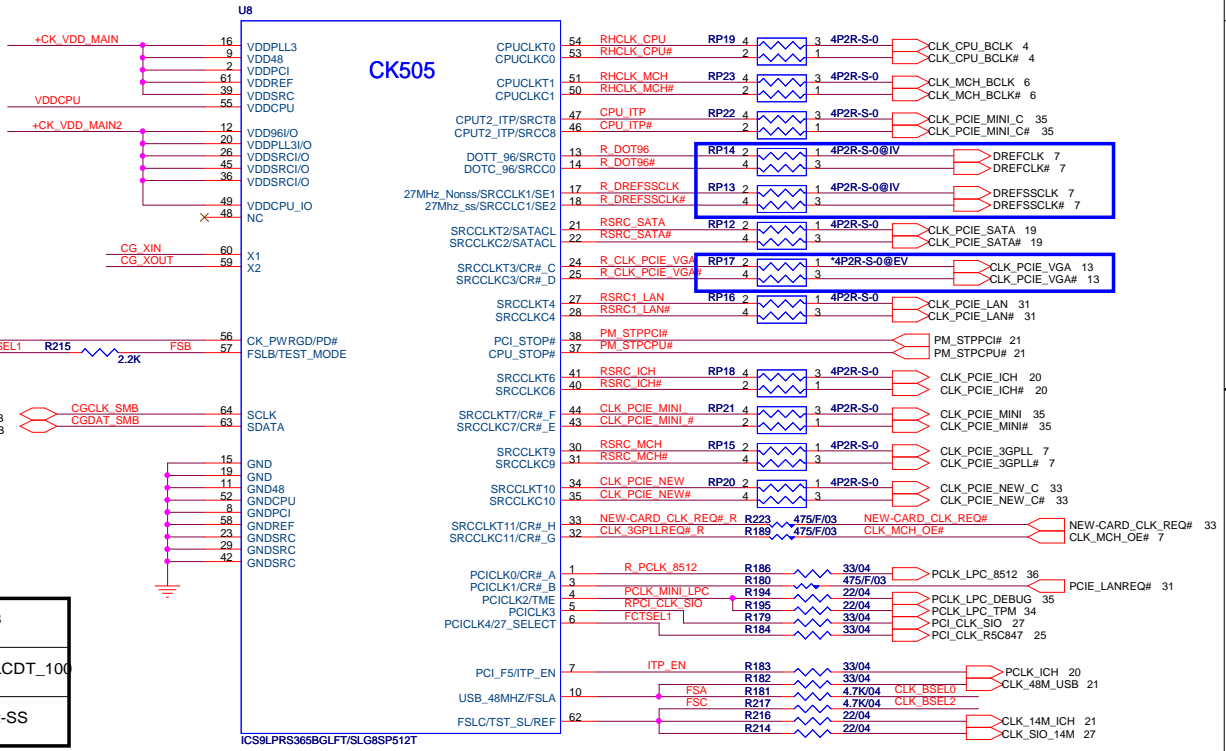 U8
CK505
+CK_VDD_MAIN
16 VDDPLL3
9 VDD48
2 VDDPCI
61 VDDREF
39 VDDSRC
VDDCPU 55 VDDCPU
+CK_VDD_MAIN2
12 VDD96I/O
20 VDDPLL3I/O
26 VDDSRCI/O
45 VDDSRCI/O
36 VDDSRCI/O
49 VDDCPU_IO
48 NC
CG_XIN 60 X1
CG_XOUT 59 X2
56 CK_PWRGD/PD#
SEL1 R215 2.2K FSB 57 FSLB/TEST_MODE
CGCLK_SMB 64 SCLK
CGDAT_SMB 63 SDATA
15 GND
19 GND
11 GND48
52 GNDCPU
8 GNDPCI
58 GNDREF
23 GNDSRC
29 GNDSRC
42 GNDSRC
CPUCLKT0 54 RHCLK_CPU RP19 4 3 4P2R-S-0 CLK_CPU_BCLK 4
CPUCLKC0 53 RHCLK_CPU# 2 1 CLK_CPU_BCLK# 4
CPUCLKT1 51 RHCLK_MCH RP23 4 3 4P2R-S-0 CLK_MCH_BCLK 6
CPUCLKC1 50 RHCLK_MCH# 2 1 CLK_MCH_BCLK# 6
CPUT2_ITP/SRCT8 47 CPU_ITP RP22 4 3 4P2R-S-0 CLK_PCIE_MINI_C 35
CPUT2_ITP/SRCC8 46 CPU_ITP# 2 1 CLK_PCIE_MINI_C# 35
DOTT_96/SRCT0 13 R_DOT96 RP14 2 1 4P2R-S-0@IV DREFCLK 7
DOTC_96/SRCC0 14 R_DOT96# 4 3 DREFCLK# 7
27MHz_Nonss/SRCCLK1/SE1 17 R_DREFSSCLK RP13 2 1 4P2R-S-0@IV DREFSSCLK 7
27Mhz_ss/SRCCLC1/SE2 18 R_DREFSSCLK# 4 3 DREFSSCLK# 7
SRCCLKT2/SATACL 21 RSRC_SATA RP12 2 1 4P2R-S-0 CLK_PCIE_SATA 19
SRCCLKC2/SATACL 22 RSRC_SATA# 4 3 CLK_PCIE_SATA# 19
SRCCLKT3/CR#_C 24 R_CLK_PCIE_VGA RP17 2 1 *4P2R-S-0@EV CLK_PCIE_VGA 13
SRCCLKC3/CR#_D 25 R_CLK_PCIE_VGA# 4 3 CLK_PCIE_VGA# 13
SRCCLKT4 27 RSRC1_LAN RP16 2 1 4P2R-S-0 CLK_PCIE_LAN 31
SRCCLKC4 28 RSRC1_LAN# 4 3 CLK_PCIE_LAN# 31
PCI_STOP# 38 PM_STPPCI# PM_STPPCI# 21
CPU_STOP# 37 PM_STPCPU# PM_STPCPU# 21
SRCCLKT6 41 RSRC_ICH RP18 4 3 4P2R-S-0 CLK_PCIE_ICH 20
SRCCLKC6 40 RSRC_ICH# 2 1 CLK_PCIE_ICH# 20
SRCCLKT7/CR#_F 44 CLK_PCIE_MINI_ RP21 4 3 4P2R-S-0 CLK_PCIE_MINI 35
SRCCLKC7/CR#_E 43 CLK_PCIE_MINI_# 2 1 CLK_PCIE_MINI# 35
SRCCLKT9 30 RSRC_MCH RP15 2 1 4P2R-S-0 CLK_PCIE_3GPLL 7
SRCCLKC9 31 RSRC_MCH# 4 3 CLK_PCIE_3GPLL# 7
SRCCLKT10 34 CLK_PCIE_NEW RP20 2 1 4P2R-S-0 CLK_PCIE_NEW_C 33
SRCCLKC10 35 CLK_PCIE_NEW# 4 3 CLK_PCIE_NEW_C# 33
SRCCLKT11/CR#_H 33 NEW-CARD_CLK_REQ#_R R223 475/F/03 NEW-CARD_CLK_REQ# NEW-CARD_CLK_REQ# 33
SRCCLKC11/CR#_G 32 CLK_3GPLLREQ#_R R189 475/F/03 CLK_MCH_OE# CLK_MCH_OE# 7
PCICLK0/CR#_A 1 R_PCLK_8512 R186 33/04 PCLK_LPC_8512 36
PCICLK1/CR#_B 3 R180 475/F/03 PCIE_LANREQ# 31
PCICLK2/TME 4 PCLK_MINI_LPC R194 22/04 PCLK_LPC_DEBUG 35
PCICLK3 5 RPCI_CLK_SIO R195 22/04 PCLK_LPC_TPM 34
PCICLK4/27_SELECT 6 FCTSEL1 R179 33/04 PCI_CLK_SIO 27
R184 33/04 PCI_CLK_R5C847 25
PCI_F5/ITP_EN 7 ITP_EN R183 33/04 PCLK_ICH 20
R182 33/04 CLK_48M_USB 21
USB_48MHZ/FSLA 10 FSA R181 4.7K/04 CLK_BSEL0
FSC R217 4.7K/04 CLK_BSEL2
FSLC/TST_SL/REF 62 R216 22/04 CLK_14M_ICH 21
R214 22/04 CLK_SIO_14M 27
ICS9LPRS365BGLFT/SLG8SP512T
CDT_100
-SS